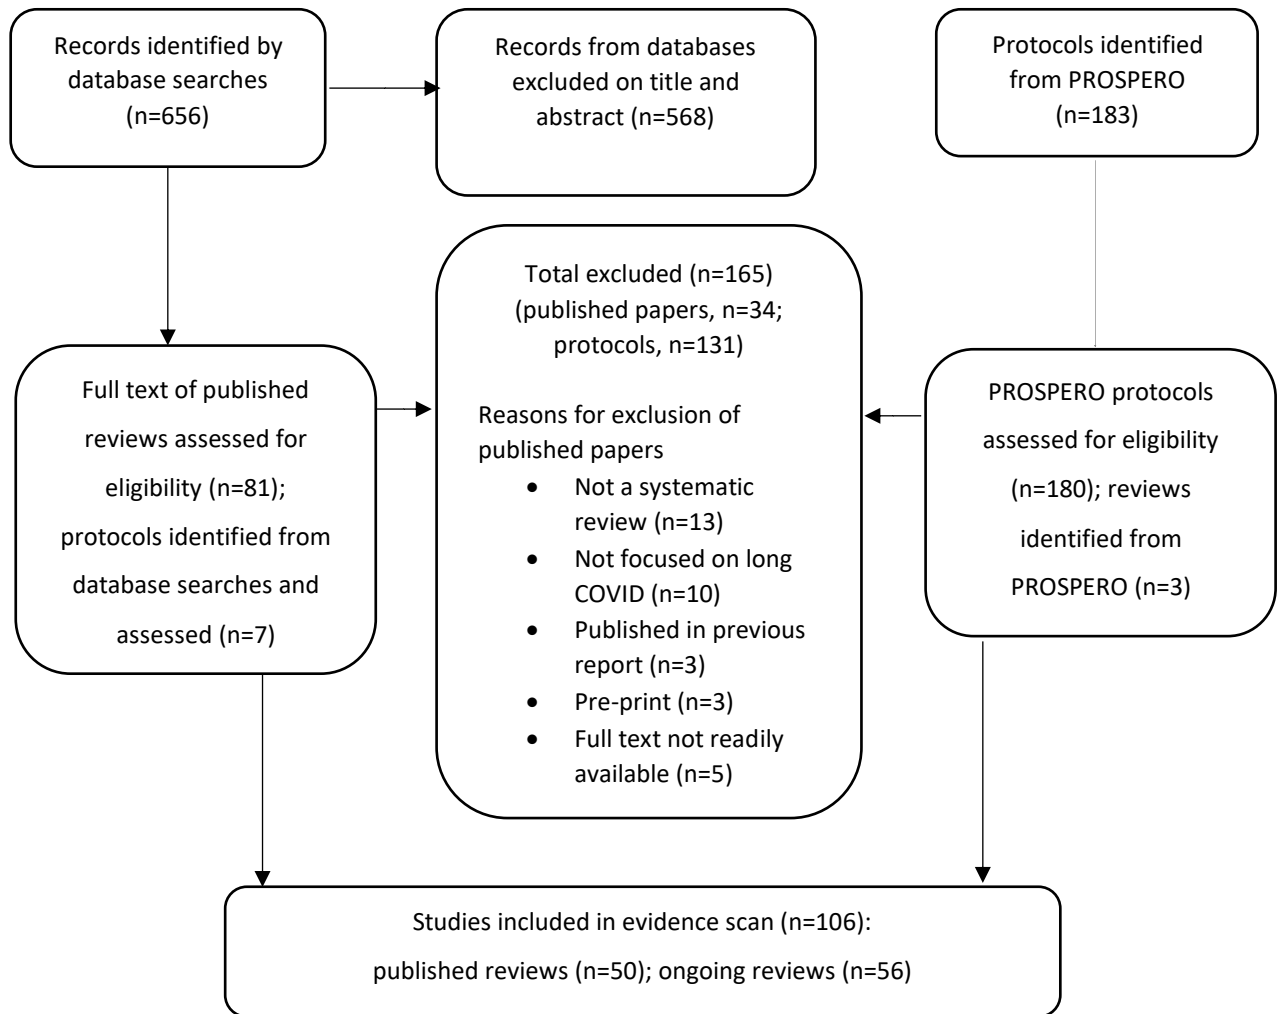 Records identified by
database searches
(n=656)
Records from databases
excluded on title and
abstract (n=568)
Protocols identified
from PROSPERO
(n=183)
Total excluded (n=165)
(published papers, n=34;
protocols, n=131)
Reasons for exclusion of
published papers
• Not a systematic
review (n=13)
• Not focused on long
COVID (n=10)
• Published in previous
report (n=3)
• Pre-print (n=3)
• Full text not readily
available (n=5)
Full text of published
reviews assessed for
eligibility (n=81);
protocols identified from
database searches and
assessed (n=7)
PROSPERO protocols
assessed for eligibility
(n=180); reviews
identified from
PROSPERO (n=3)
Studies included in evidence scan (n=106):
published reviews (n=50); ongoing reviews (n=56)